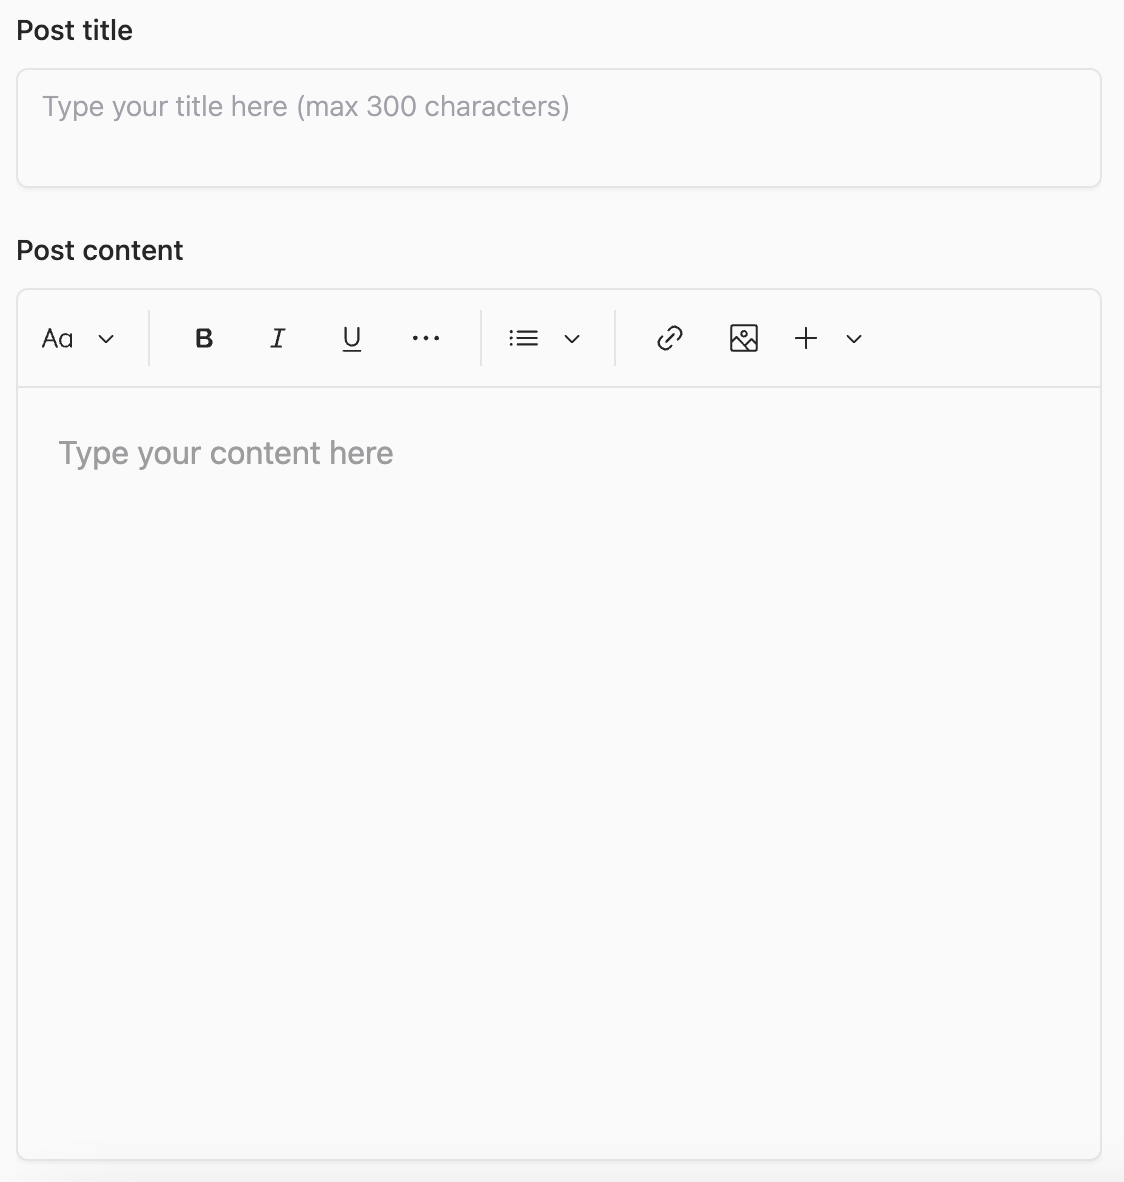 Post title
Type your title here (max 300 characters)
Post content
Aa B I U
Type your content here